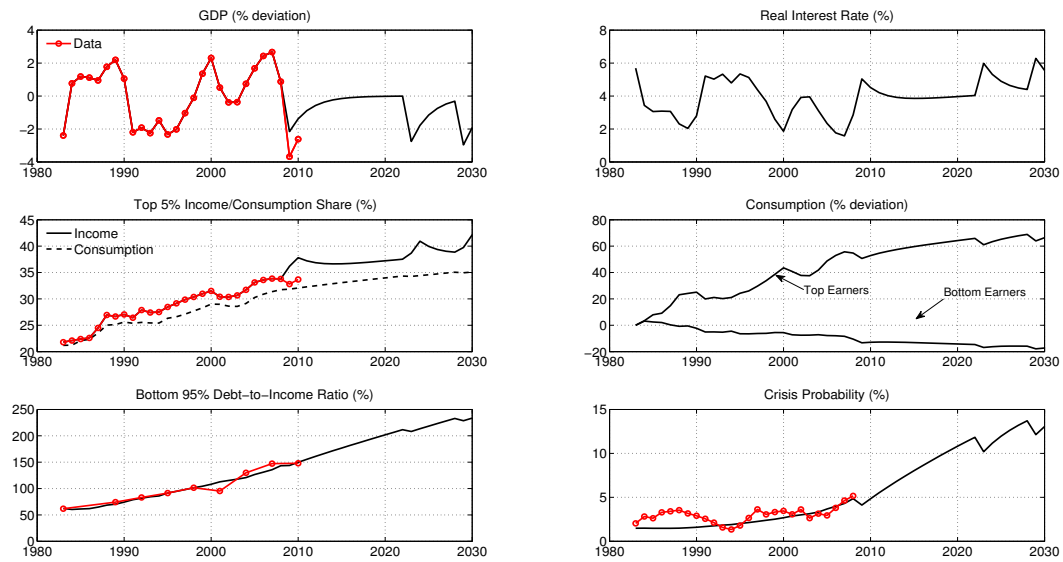 GDP (% deviation)
4
2
0
−2
−4
1980 1990 2000 2010 2020 2030
Data
Real Interest Rate (%)
8
6
4
2
0
1980 1990 2000 2010 2020 2030
Top 5% Income/Consumption Share (%)
45
40
35
30
25
20
1980 1990 2000 2010 2020 2030
Income
Consumption
Consumption (% deviation)
80
60
40
20
0
−20
1980 1990 2000 2010 2020 2030
Top Earners
Bottom Earners
Bottom 95% Debt−to−Income Ratio (%)
250
200
150
100
50
0
1980 1990 2000 2010 2020 2030
Crisis Probability (%)
15
10
5
0
1980 1990 2000 2010 2020 2030